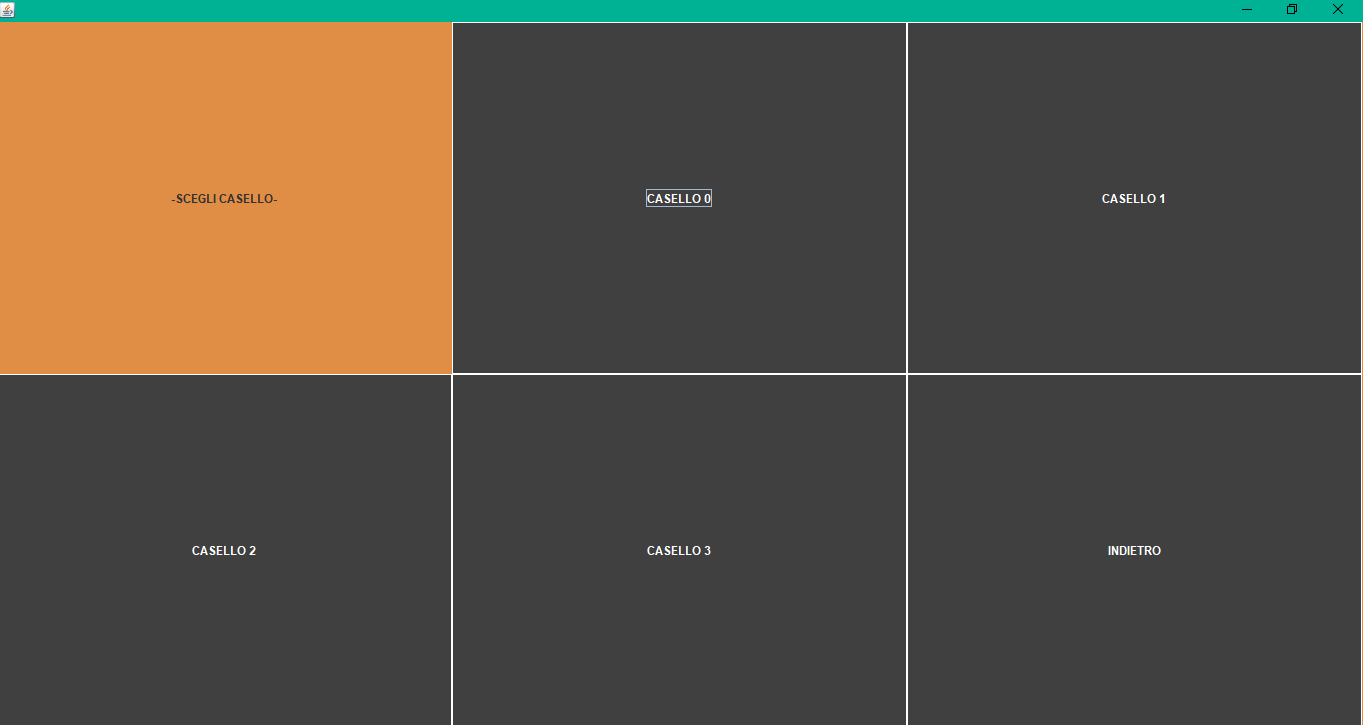 -SCEGLI CASELLO-
CASELLO 0
CASELLO 1
CASELLO 2
CASELLO 3
INDIETRO